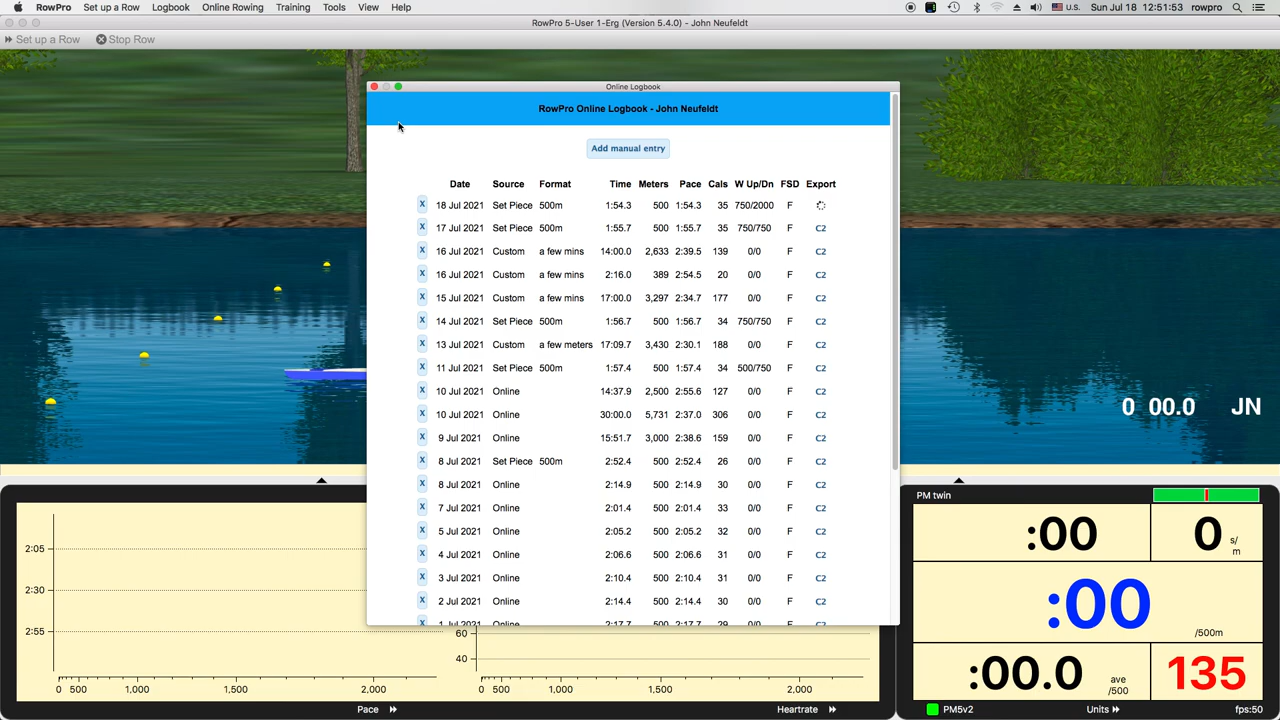 RowPro Set up a Row Logbook Online Rowing Training Tools View Help U.S. Sun Jul 18 12:51:53 rowpro
RowPro 5-User 1-Erg (Version 5.4.0) - John Neufeldt
Set up a Row Stop Row
Online Logbook
RowPro Online Logbook - John Neufeldt
Add manual entry
Date Source Format Time Meters Pace Cals W Up/Dn FSD Export
X 18 Jul 2021 Set Piece 500m 1:54.3 500 1:54.3 35 750/2000 F
X 17 Jul 2021 Set Piece 500m 1:55.7 500 1:55.7 35 750/750 F C2
X 16 Jul 2021 Custom a few mins 14:00.0 2,633 2:39.5 139 0/0 F C2
X 16 Jul 2021 Custom a few mins 2:16.0 389 2:54.5 20 0/0 F C2
X 15 Jul 2021 Custom a few mins 17:00.0 3,297 2:34.7 177 0/0 F C2
X 14 Jul 2021 Set Piece 500m 1:56.7 500 1:56.7 34 750/750 F C2
X 13 Jul 2021 Custom a few meters 17:09.7 3,430 2:30.1 188 0/0 F C2
X 11 Jul 2021 Set Piece 500m 1:57.4 500 1:57.4 34 500/750 F C2
X 10 Jul 2021 Online 14:37.9 2,500 2:55.6 127 0/0 F C2
X 10 Jul 2021 Online 30:00.0 5,731 2:37.0 306 0/0 F C2
X 9 Jul 2021 Online 15:51.7 3,000 2:38.6 159 0/0 F C2
X 8 Jul 2021 Set Piece 500m 2:52.4 500 2:52.4 26 0/0 F C2
X 8 Jul 2021 Online 2:14.9 500 2:14.9 30 0/0 F C2
X 7 Jul 2021 Online 2:01.4 500 2:01.4 33 0/0 F C2
X 5 Jul 2021 Online 2:05.2 500 2:05.2 32 0/0 F C2
X 4 Jul 2021 Online 2:06.6 500 2:06.6 31 0/0 F C2
X 3 Jul 2021 Online 2:10.4 500 2:10.4 31 0/0 F C2
X 2 Jul 2021 Online 2:14.4 500 2:14.4 30 0/0 F C2
X 1 Jul 2021 Online 2:17.7 500 2:17.7 29 0/0 F C2
0 00.0 JN
2:05
2:30
2:55
0 500 1,000 1,500 2,000
Pace
60
40
0 500 1,000 1,500 2,000
Heartrate
PM twin
:00 0 s/m
:00 /500m
:00.0 ave /500 135
PM5v2 Units fps:50